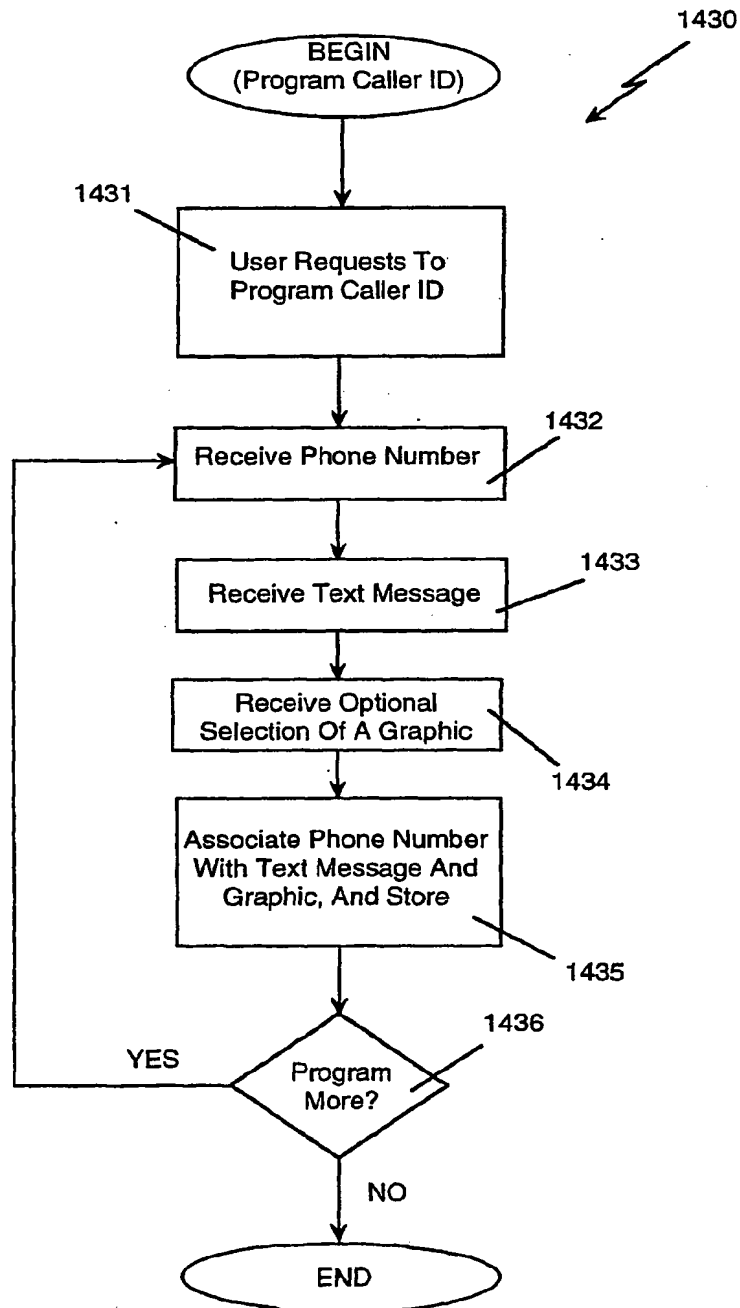 1430
BEGIN
(Program Caller ID)
1431
User Requests To
Program Caller ID
1432
Receive Phone Number
1433
Receive Text Message
Receive Optional
Selection Of A Graphic
1434
Associate Phone Number
With Text Message And
Graphic, And Store
1435
1436
YES
Program
More?
NO
END